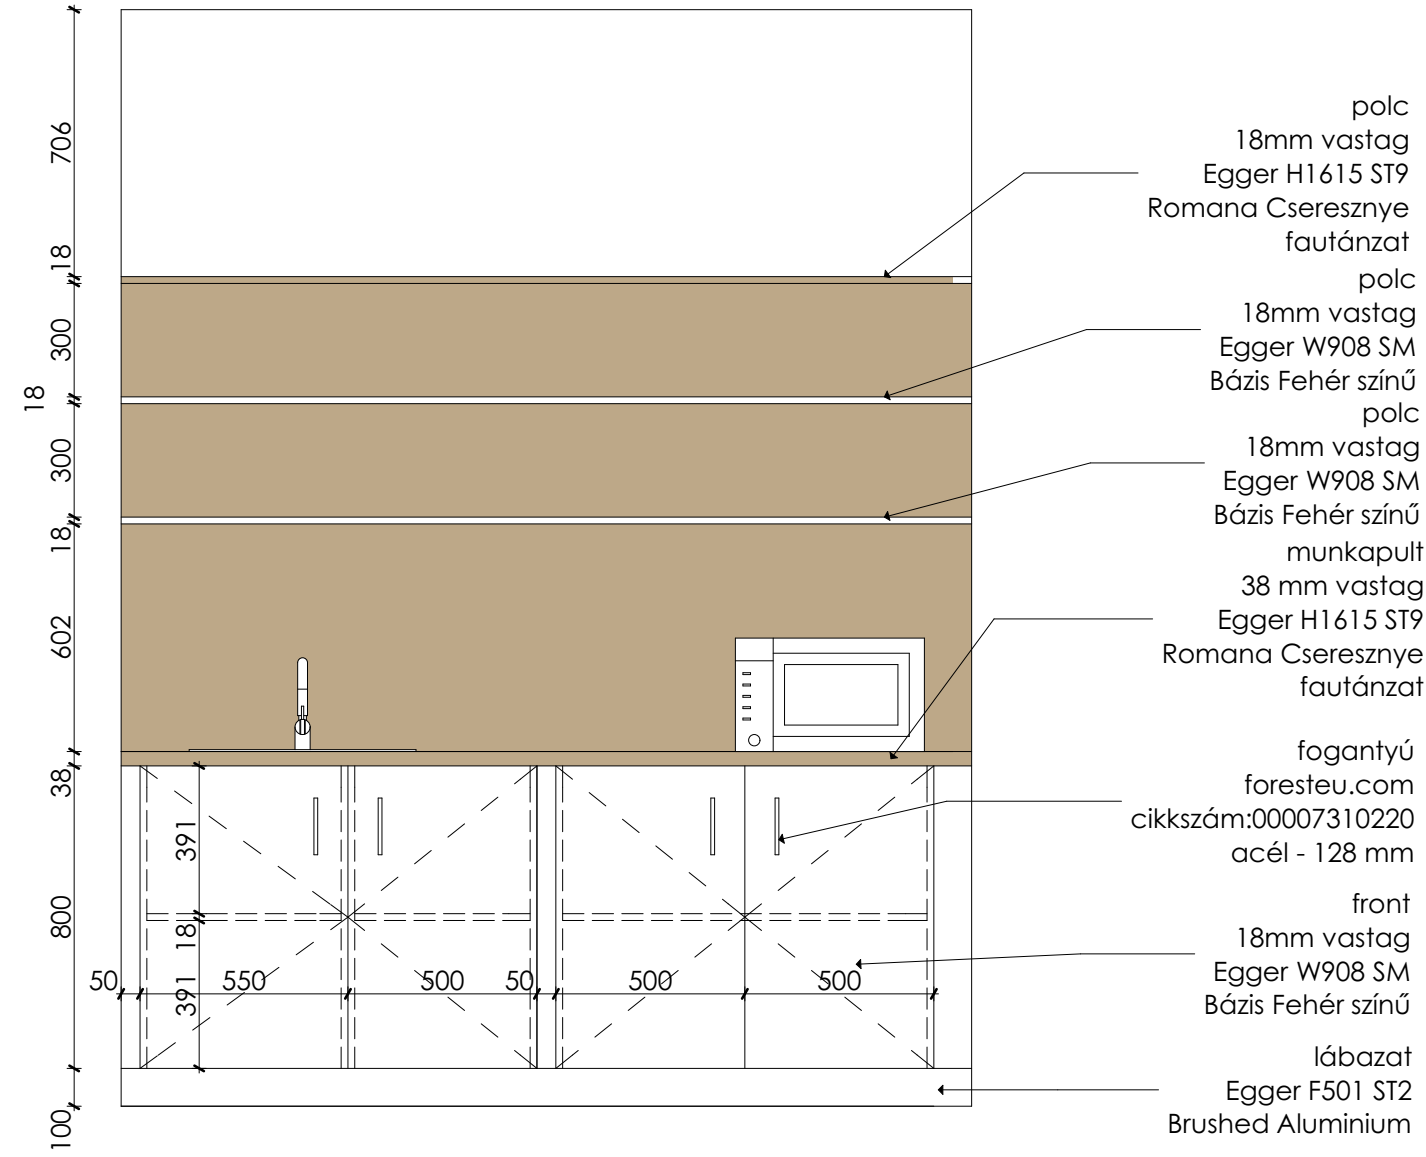 706
18
300
18
300
18
602
38
800
100
391
18
391
50
550
500
50
500
500
polc
18mm vastag
Egger H1615 ST9
Romana Cseresznye
fautánzat
polc
18mm vastag
Egger W908 SM
Bázis Fehér színű
polc
18mm vastag
Egger W908 SM
Bázis Fehér színű
munkapult
38 mm vastag
Egger H1615 ST9
Romana Cseresznye
fautánzat
fogantyú
foresteu.com
cikkszám:00007310220
acél - 128 mm
front
18mm vastag
Egger W908 SM
Bázis Fehér színű
lábazat
Egger F501 ST2
Brushed Aluminium